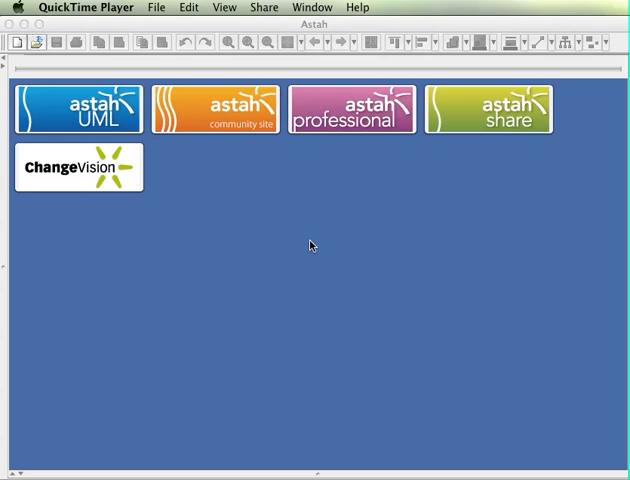 QuickTime Player File Edit View Share Window Help
Astah
astah UML
astah community site
astah professional
astah share
ChangeVision